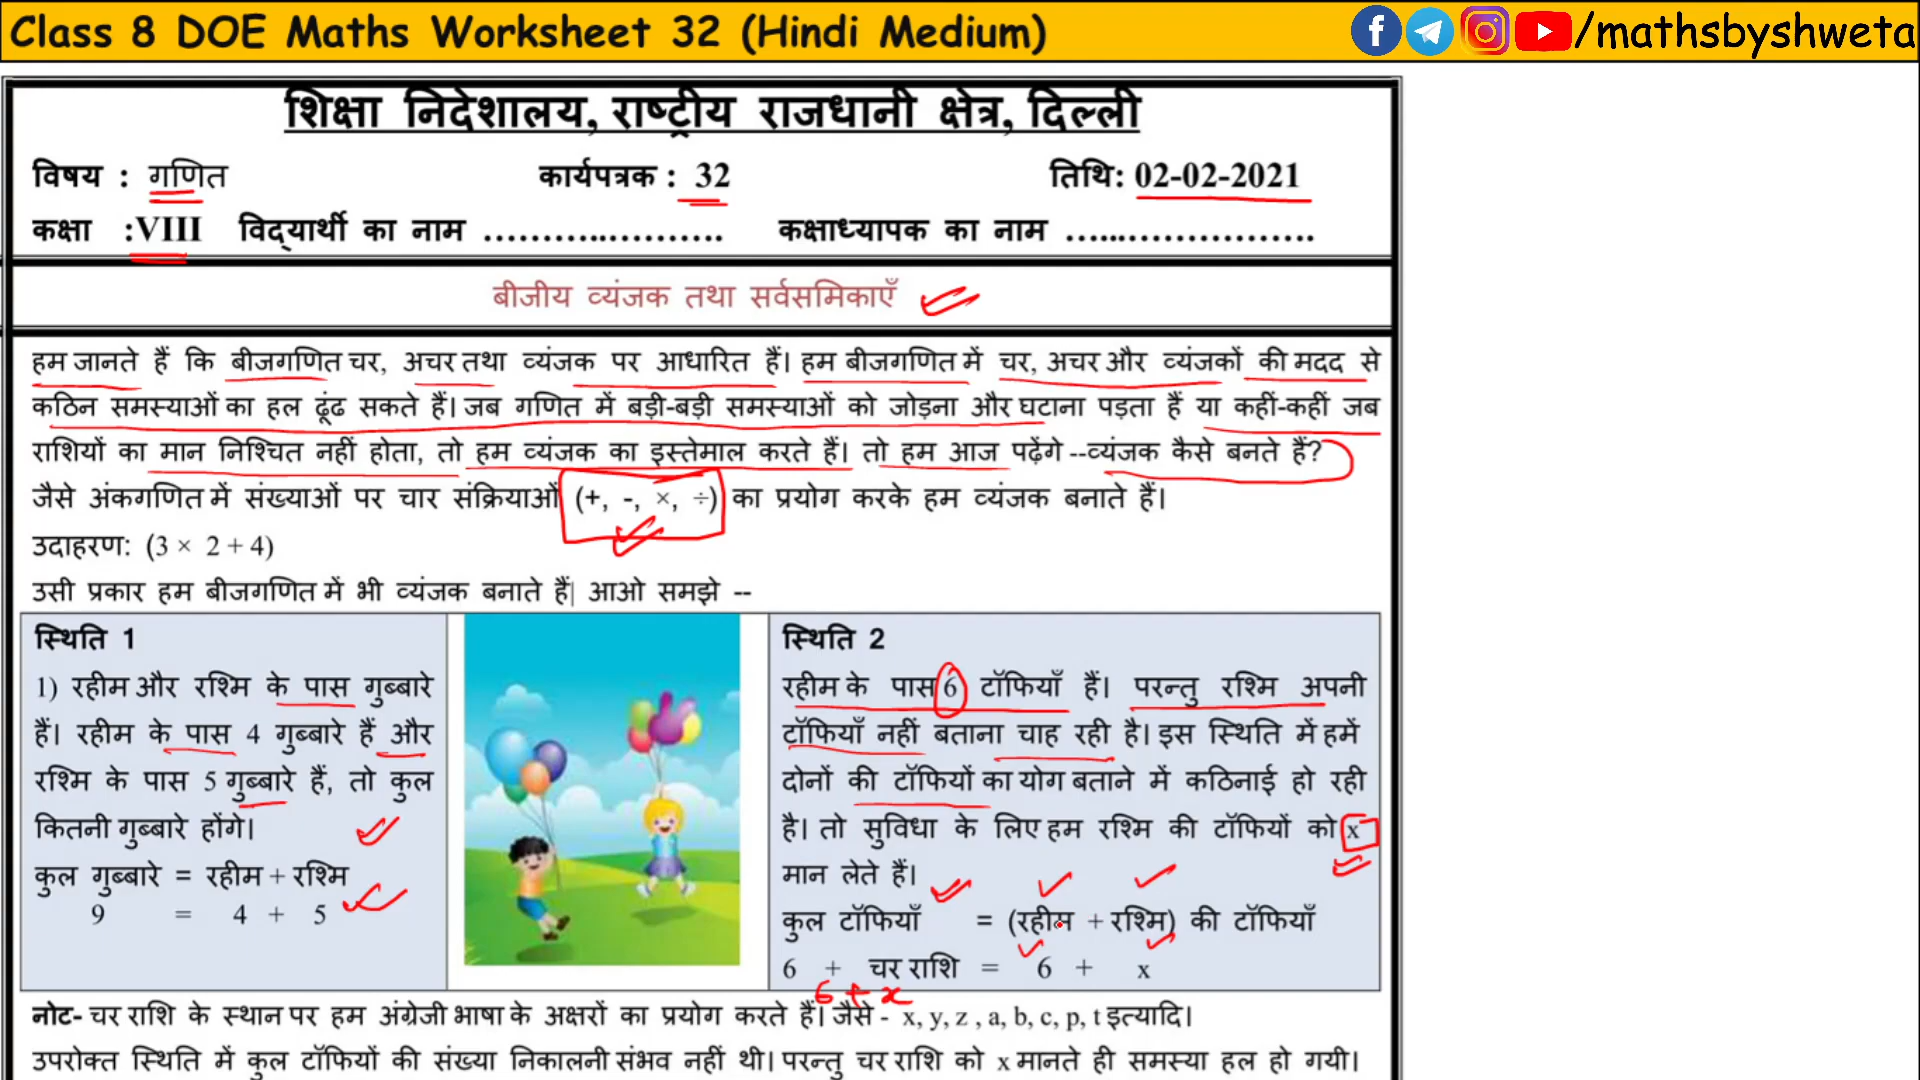 Class 8 DOE Maths Worksheet 32 (Hindi Medium)
/mathsbyshweta
शिक्षा निदेशालय, राष्ट्रीय राजधानी क्षेत्र, दिल्ली
विषय : गणित कार्यपत्रक : 32 तिथि: 02-02-2021
कक्षा :VIII विद्यार्थी का नाम ………..………. कक्षाध्यापक का नाम …...…………….
बीजीय व्यंजक तथा सर्वसमिकाएँ
हम जानते हैं कि बीजगणित चर, अचर तथा व्यंजक पर आधारित हैं। हम बीजगणित में चर, अचर और व्यंजकों की मदद से
कठिन समस्याओं का हल ढूंढ सकते हैं। जब गणित में बड़ी-बड़ी समस्याओं को जोड़ना और घटाना पड़ता हैं या कहीं-कहीं जब
राशियों का मान निश्चित नहीं होता, तो हम व्यंजक का इस्तेमाल करते हैं। तो हम आज पढ़ेंगे --व्यंजक कैसे बनते हैं?
जैसे अंकगणित में संख्याओं पर चार संक्रियाओं (+, -, ×, ÷) का प्रयोग करके हम व्यंजक बनाते हैं।
उदाहरण: (3 × 2 + 4)
उसी प्रकार हम बीजगणित में भी व्यंजक बनाते हैं| आओ समझे --
स्थिति 1
1) रहीम और रश्मि के पास गुब्बारे
हैं। रहीम के पास 4 गुब्बारे हैं और
रश्मि के पास 5 गुब्बारे हैं, तो कुल
कितनी गुब्बारे होंगे।
कुल गुब्बारे = रहीम + रश्मि
9 = 4 + 5
स्थिति 2
रहीम के पास 6 टॉफियाँ हैं। परन्तु रश्मि अपनी
टॉफियाँ नहीं बताना चाह रही है। इस स्थिति में हमें
दोनों की टॉफियों का योग बताने में कठिनाई हो रही
है। तो सुविधा के लिए हम रश्मि की टॉफियों को x
मान लेते हैं।
कुल टॉफियाँ = (रहीम + रश्मि) की टॉफियाँ
6 + चर राशि = 6 + x
6 + x
नोट- चर राशि के स्थान पर हम अंग्रेजी भाषा के अक्षरों का प्रयोग करते हैं। जैसे - x, y, z , a, b, c, p, t इत्यादि।
उपरोक्त स्थिति में कुल टॉफियों की संख्या निकालनी संभव नहीं थी। परन्तु चर राशि को x मानते ही समस्या हल हो गयी।